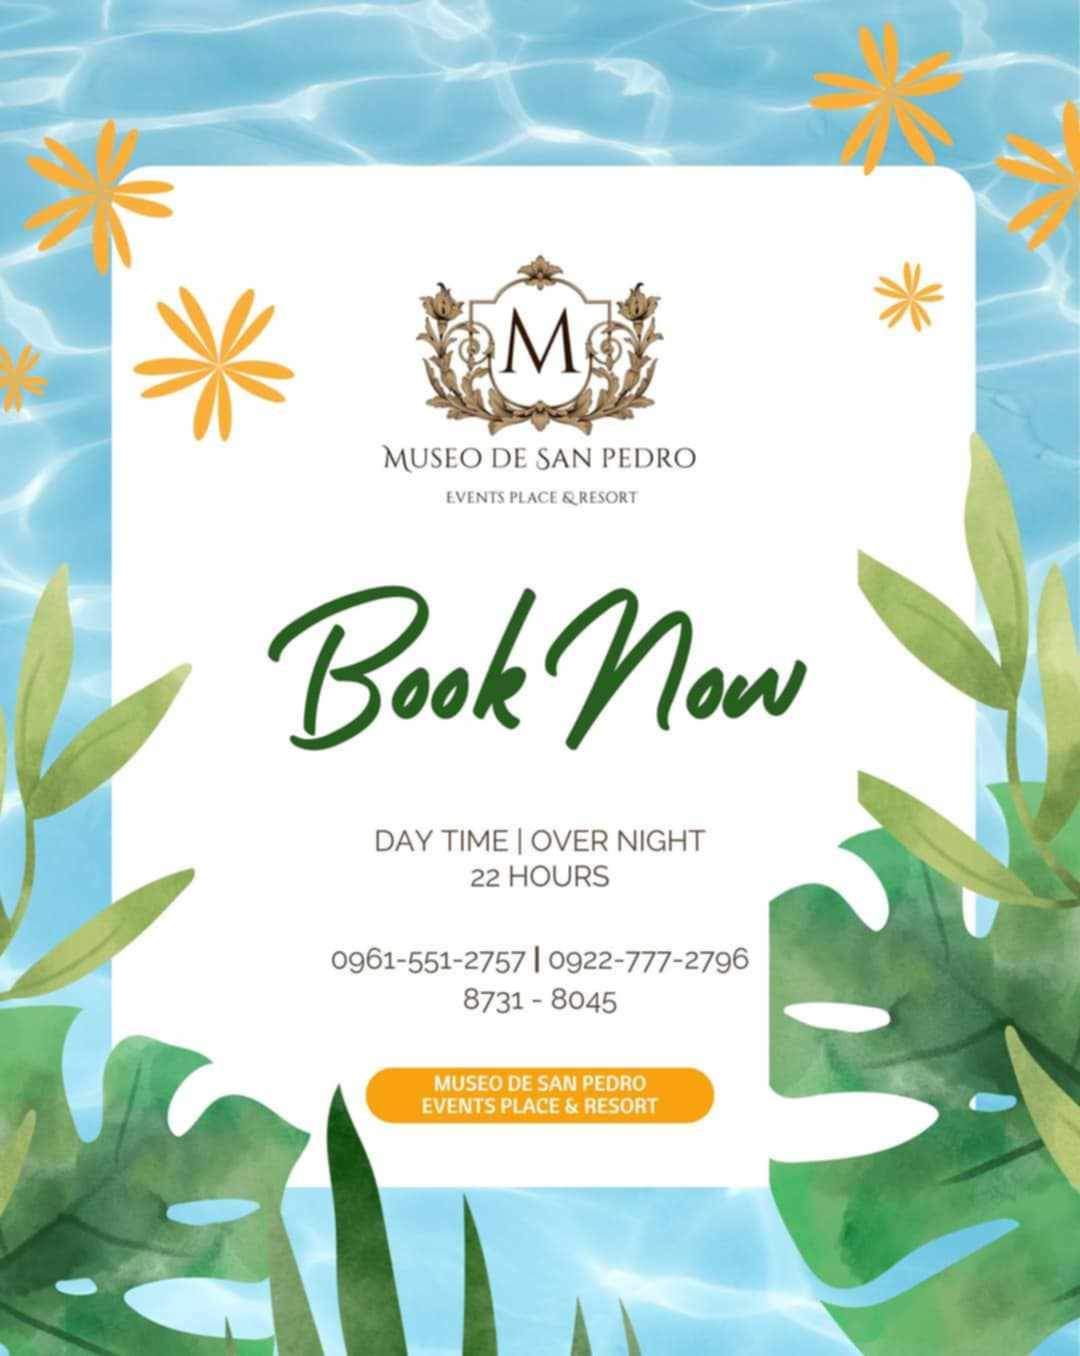 M
MUSEO DE SAN PEDRO
EVENTS PLACE & RESORT
Book Now
DAY TIME | OVER NIGHT
22 HOURS
0961-551-2757 | 0922-777-2796
8731 - 8045
MUSEO DE SAN PEDRO
EVENTS PLACE & RESORT